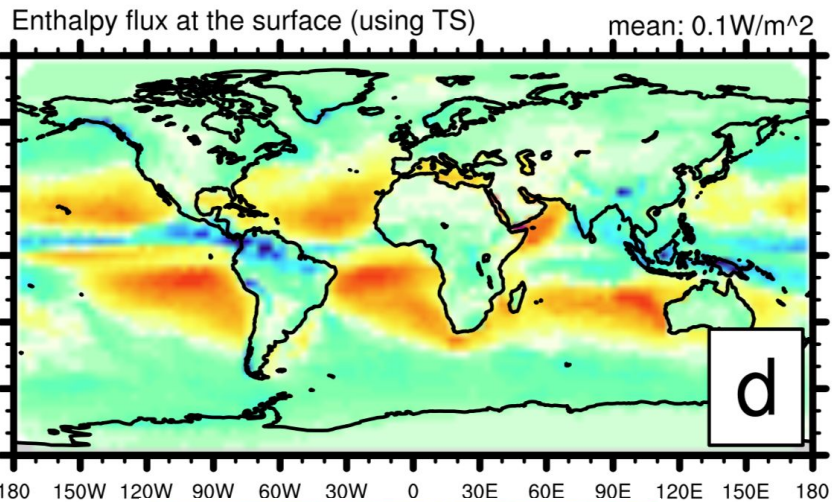 Enthalpy flux at the surface (using TS) mean: 0.1W/m^2
d
180 150W 120W 90W 60W 30W 0 30E 60E 90E 120E 150E 180